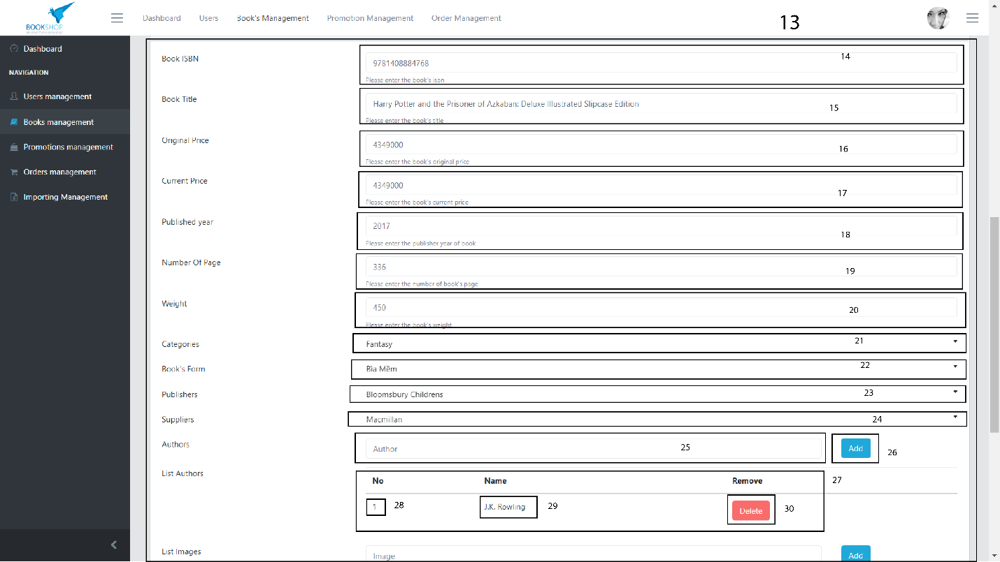 BOOKSHOP
Dashboard
Users
Book's Management
Promotion Management
Order Management
13
Dashboard
NAVIGATION
Users management
Books management
Promotions management
Orders management
Importing Management
Book ISBN
9781408884768
14
Please enter the book's isbn
Book Title
Harry Potter and the Prisoner of Azkaban: Deluxe Illustrated Slipcase Edition
15
Please enter the book's title
Original Price
4349000
16
Please enter the book's original price
Current Price
4349000
17
Please enter the book's current price
Published year
2017
18
Please enter the publisher year of book
Number Of Page
336
19
Please enter the number of book's page
Weight
450
20
Please enter the book's weight
Categories
Fantasy
21
Book's Form
Bìa Mềm
22
Publishers
Bloomsbury Childrens
23
Suppliers
Macmillan
24
Authors
Author
25
Add
26
List Authors
No
Name
Remove
27
1
28
J.K. Rowling
29
Delete
30
List Images
Image
Add